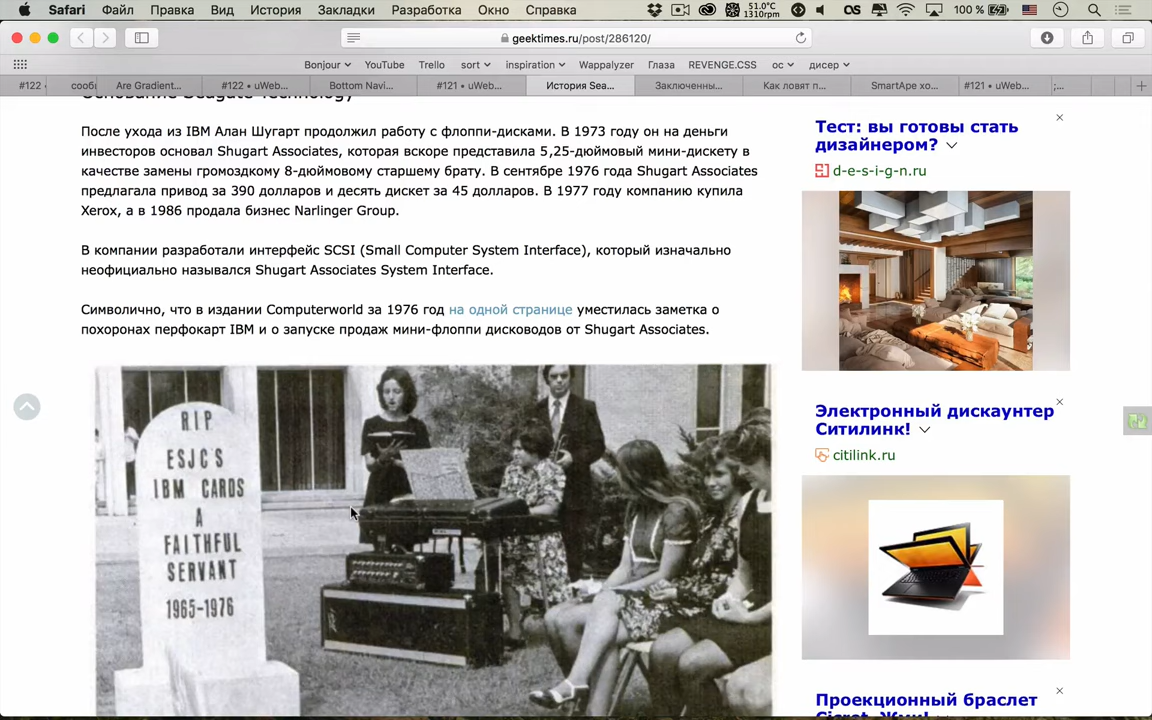 Safari Файл Правка Вид История Закладки Разработка Окно Справка
51.0°C
1310rpm
100 %
geektimes.ru/post/286120/
Bonjour YouTube Trello sort inspiration Wappalyzer Глаза REVENGE.CSS ос дисер
#122 сообі Are Gradient... #122 • uWeb... Bottom Navi... #121 • uWeb... История Sea... Заключенны... Как ловят п... SmartApe хо... #121 • uWeb... ;...
Основание Seagate Technology
После ухода из IBM Алан Шугарт продолжил работу с флоппи-дисками. В 1973 году он на деньги
инвесторов основал Shugart Associates, которая вскоре представила 5,25-дюймовый мини-дискету в
качестве замены громоздкому 8-дюймовому старшему брату. В сентябре 1976 года Shugart Associates
предлагала привод за 390 долларов и десять дискет за 45 долларов. В 1977 году компанию купила
Xerox, а в 1986 продала бизнес Narlinger Group.
В компании разработали интерфейс SCSI (Small Computer System Interface), который изначально
неофициально назывался Shugart Associates System Interface.
Символично, что в издании Computerworld за 1976 год на одной странице уместилась заметка о
похоронах перфокарт IBM и о запуске продаж мини-флоппи дисководов от Shugart Associates.
RIP
ESJC'S
IBM CARDS
A
FAITHFUL
SERVANT
1965-1976
Тест: вы готовы стать
дизайнером?
d-e-s-i-g-n.ru
Электронный дискаунтер
Ситилинк!
citilink.ru
Проекционный браслет